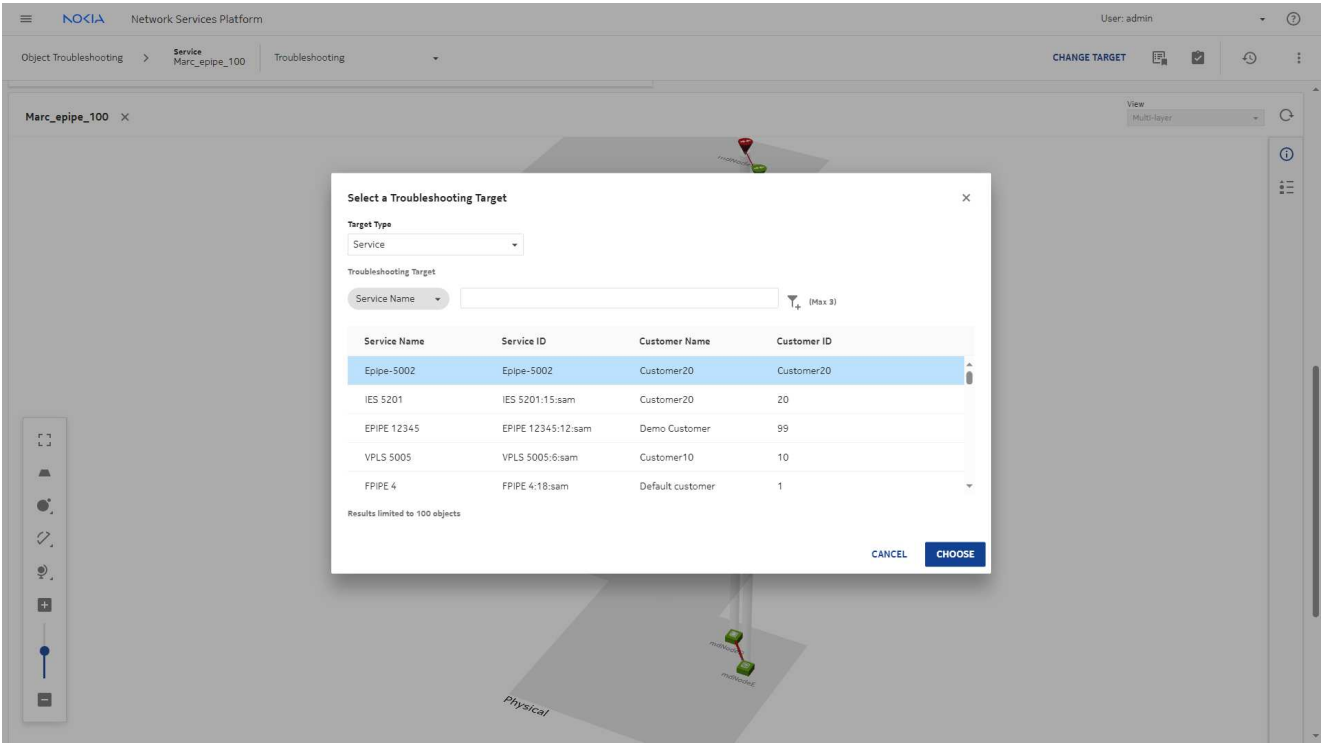 NOKIA Network Services Platform User: admin
Object Troubleshooting > Service Marc_epipe_100 Troubleshooting CHANGE TARGET
Marc_epipe_100 View Multi-layer
Select a Troubleshooting Target
Target Type
Service
Troubleshooting Target
Service Name (Max 3)
Service Name Service ID Customer Name Customer ID
Epipe-5002 Epipe-5002 Customer20 Customer20
IES 5201 IES 5201:15:sam Customer20 20
EPIPE 12345 EPIPE 12345:12:sam Demo Customer 99
VPLS 5005 VPLS 5005:6:sam Customer10 10
FPIPE 4 FPIPE 4:18:sam Default customer 1
Results limited to 100 objects
CANCEL CHOOSE
mdNodeE
Physical